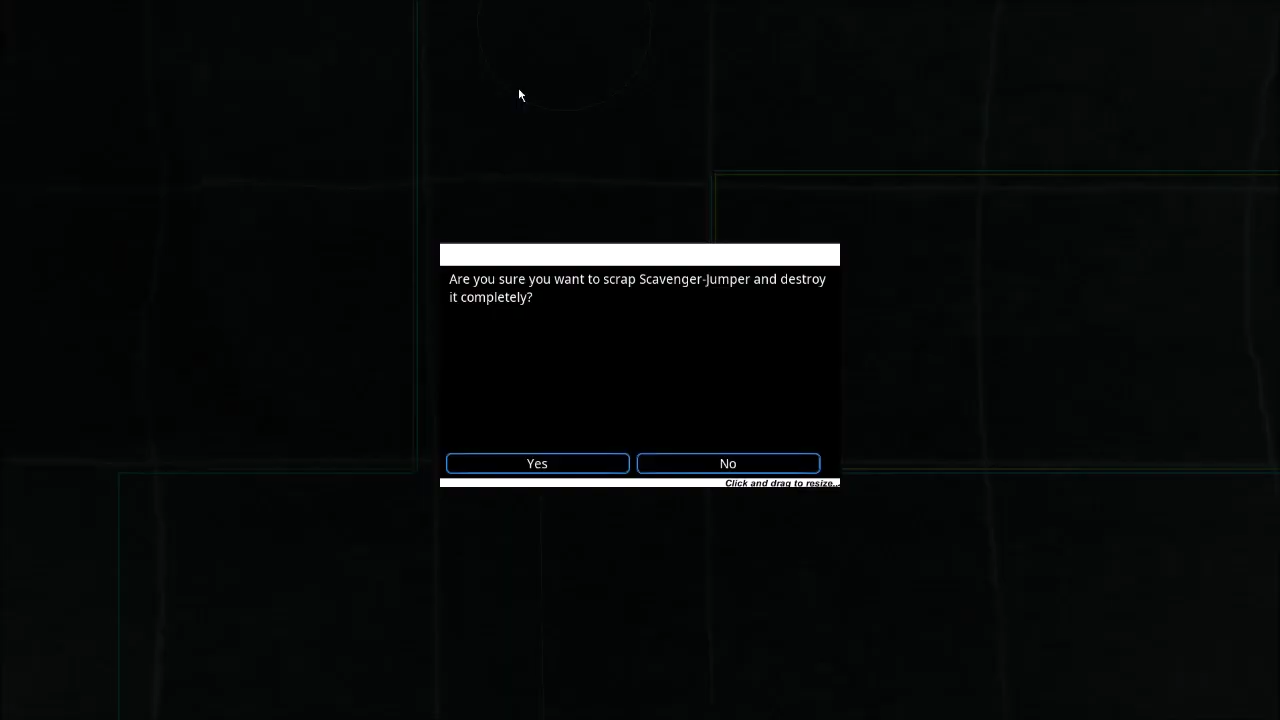 Are you sure you want to scrap Scavenger-Jumper and destroy
it completely?
Yes
No
Click and drag to resize..